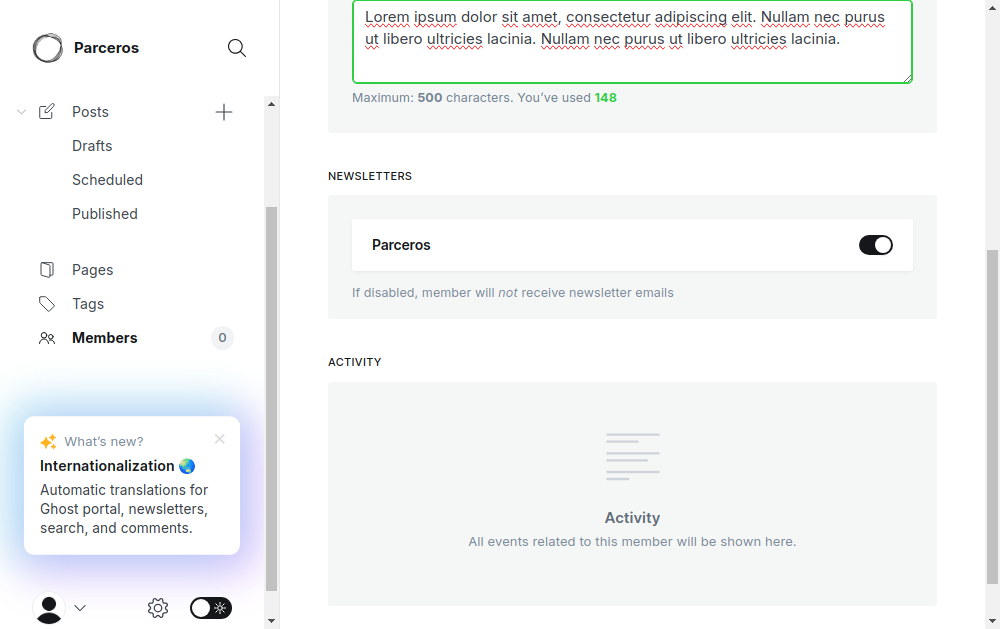 Parceros
Posts
Drafts
Scheduled
Published
Pages
Tags
Members 0
What's new?
Internationalization 🌏
Automatic translations for
Ghost portal, newsletters,
search, and comments.
Lorem ipsum dolor sit amet, consectetur adipiscing elit. Nullam nec purus
ut libero ultricies lacinia. Nullam nec purus ut libero ultricies lacinia.
Maximum: 500 characters. You’ve used 148
NEWSLETTERS
Parceros
If disabled, member will not receive newsletter emails
ACTIVITY
Activity
All events related to this member will be shown here.